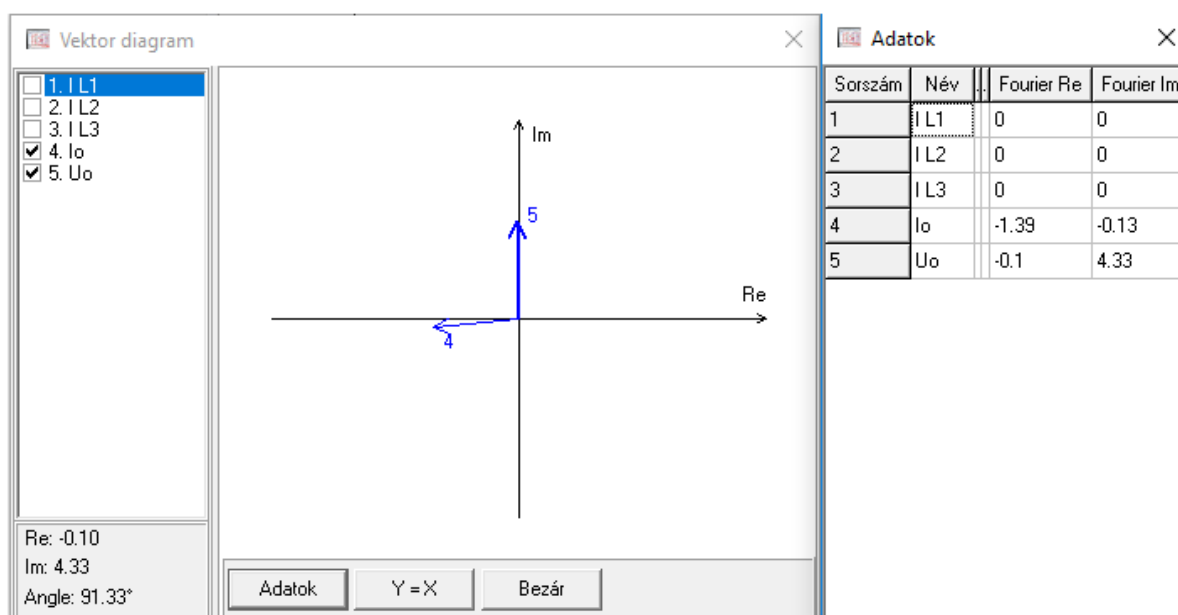 Vektor diagram
1. I L1
2. I L2
3. I L3
4. Io
5. Uo
Im
5
Re
4
Re: -0.10
Im: 4.33
Angle: 91.33°
Adatok
Y = X
Bezár
Adatok
Sorszám Név .. Fourier Re Fourier Im
1 I L1 0 0
2 I L2 0 0
3 I L3 0 0
4 Io -1.39 -0.13
5 Uo -0.1 4.33